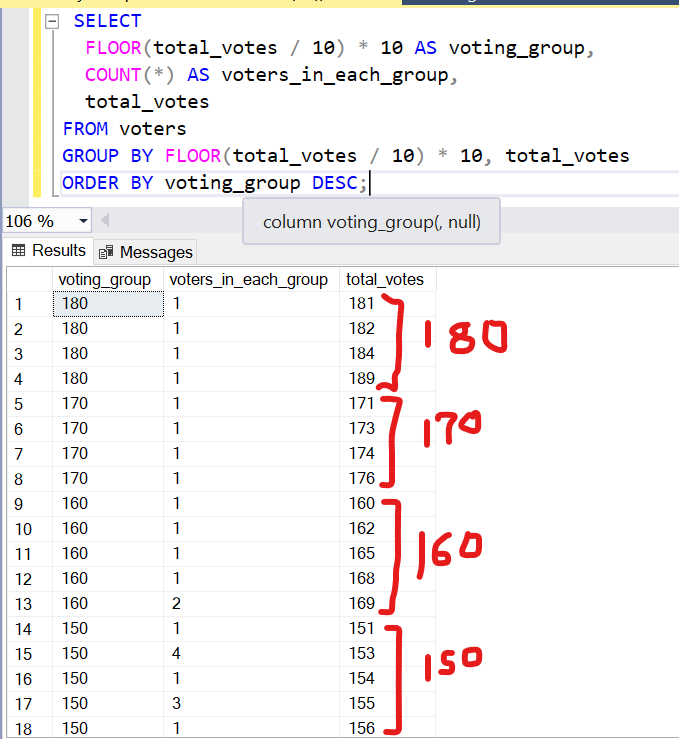 SELECT
FLOOR(total_votes / 10) * 10 AS voting_group,
COUNT(*) AS voters_in_each_group,
total_votes
FROM voters
GROUP BY FLOOR(total_votes / 10) * 10, total_votes
ORDER BY voting_group DESC;
column voting_group(, null)
106 %
Results Messages
voting_group voters_in_each_group total_votes
1 180 1 181
2 180 1 182
3 180 1 184
4 180 1 189
180
5 170 1 171
6 170 1 173
7 170 1 174
8 170 1 176
170
9 160 1 160
10 160 1 162
11 160 1 165
12 160 1 168
13 160 2 169
160
14 150 1 151
15 150 4 153
16 150 1 154
17 150 3 155
18 150 1 156
150